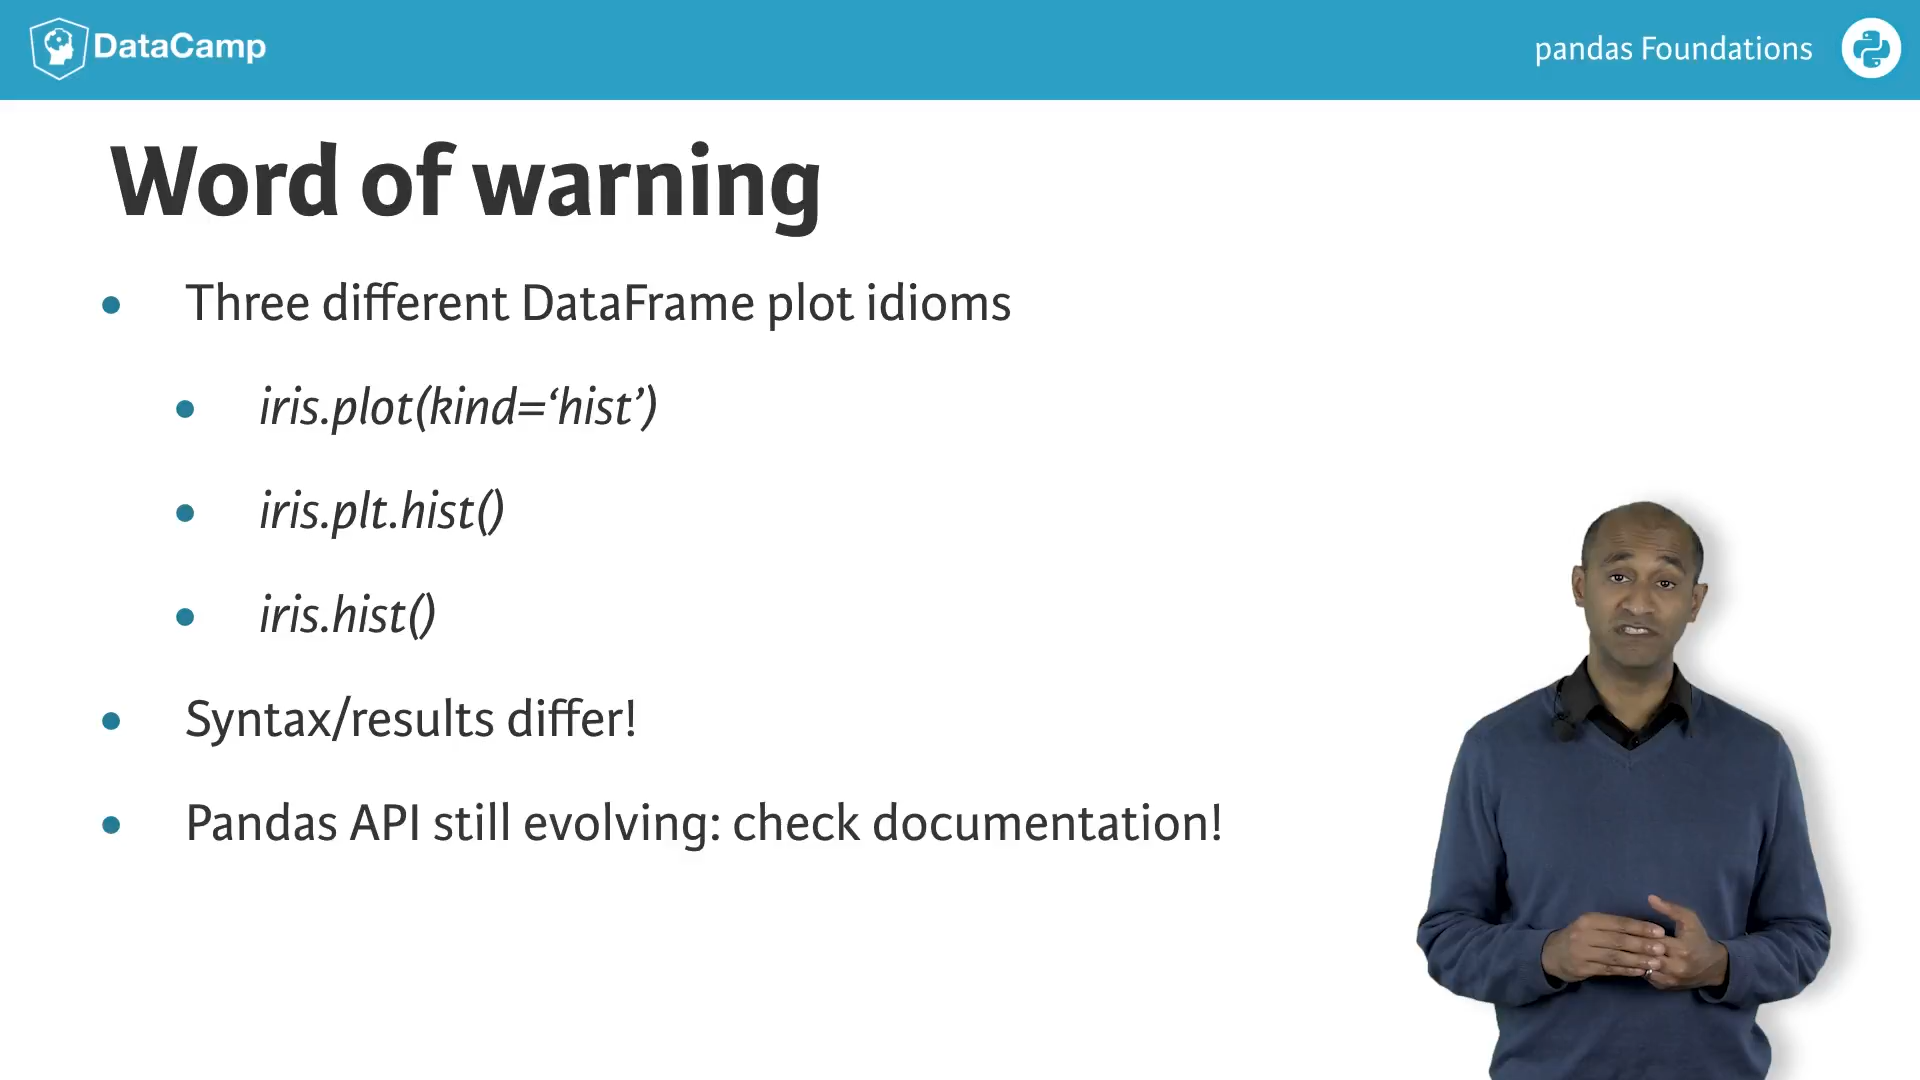 DataCamp
pandas Foundations
Word of warning
Three different DataFrame plot idioms
iris.plot(kind=‘hist’)
iris.plt.hist()
iris.hist()
Syntax/results differ!
Pandas API still evolving: check documentation!